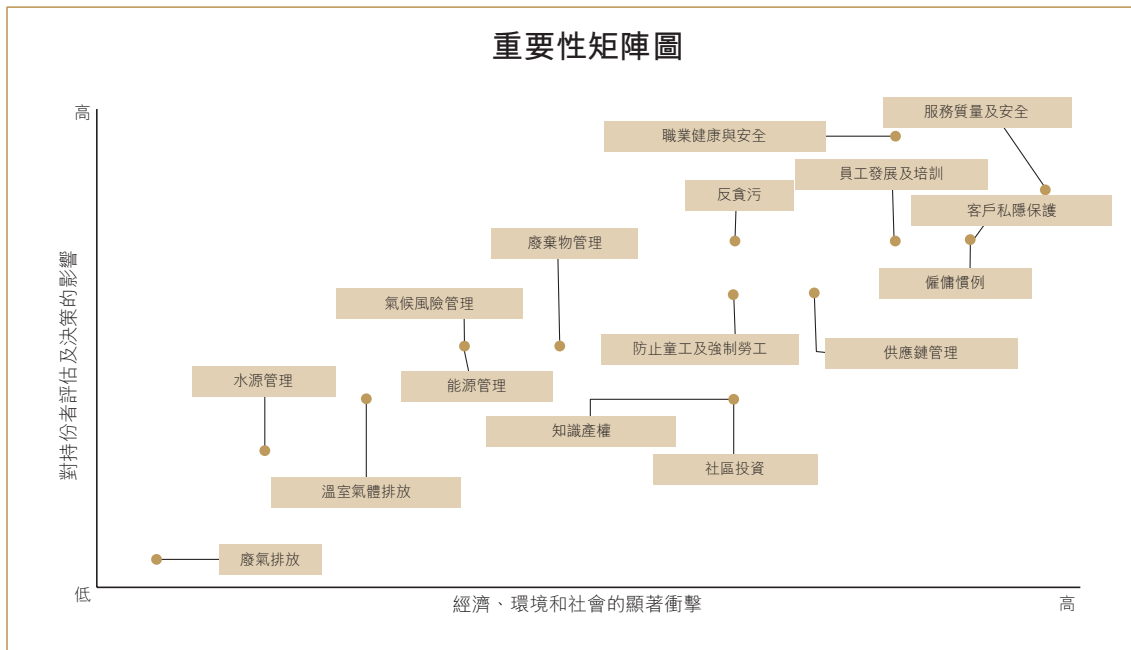 重要性矩陣圖
高
服務質量及安全
職業健康與安全
員工發展及培訓
反貪污
客戶私隱保護
廢棄物管理
僱傭慣例
氣候風險管理
防止童工及強制勞工
供應鏈管理
對持份者評估及決策的影響
水源管理
能源管理
知識產權
社區投資
溫室氣體排放
廢氣排放
低
經濟、環境和社會的顯著衝擊
高